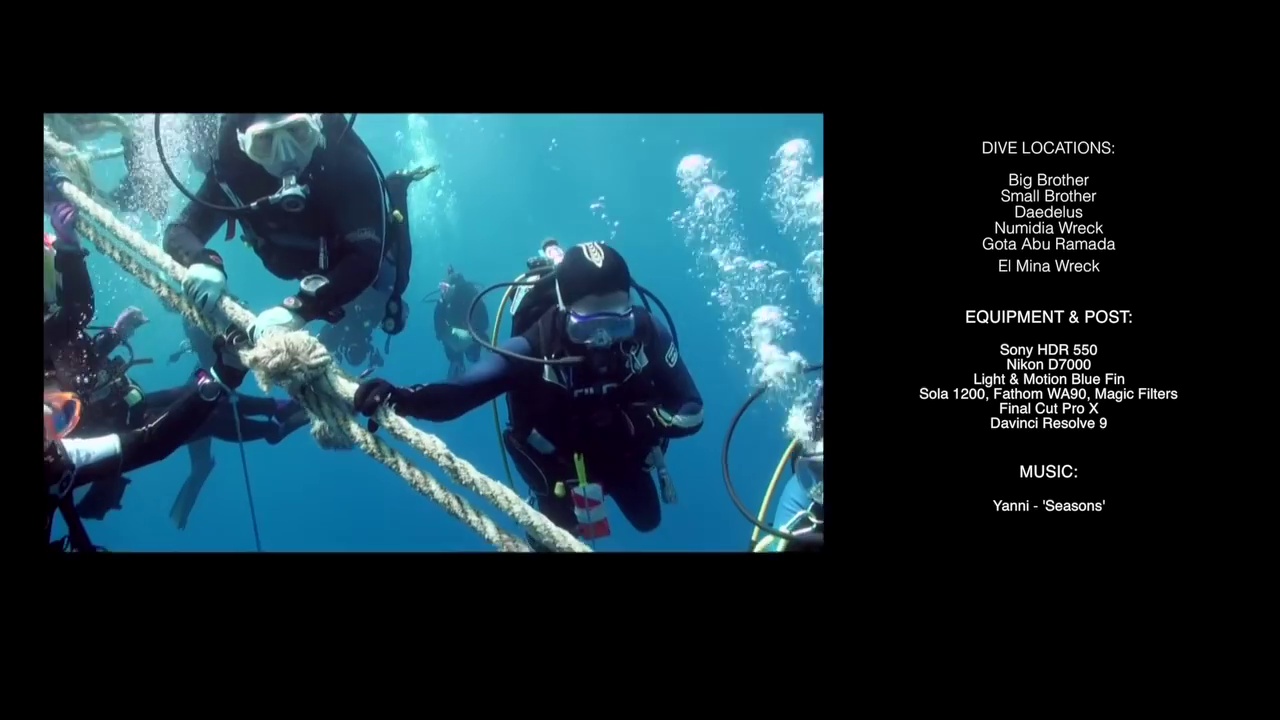 DIVE LOCATIONS:
Big Brother
Small Brother
Daedelus
Numidia Wreck
Gota Abu Ramada
El Mina Wreck
EQUIPMENT & POST:
Sony HDR 550
Nikon D7000
Light & Motion Blue Fin
Sola 1200, Fathom WA90, Magic Filters
Final Cut Pro X
Davinci Resolve 9
MUSIC:
Yanni - 'Seasons'